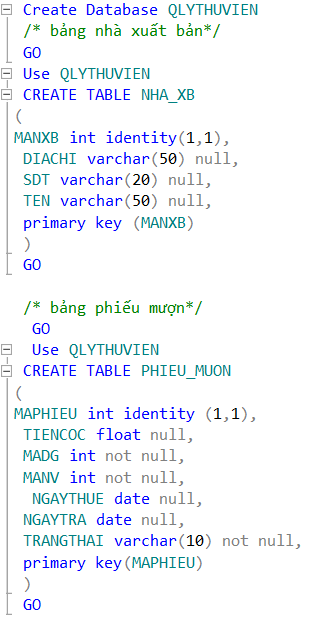 Create Database QLYTHUVIEN
/* bảng nhà xuất bản*/
GO
Use QLYTHUVIEN
CREATE TABLE NHA_XB
(
MANXB int identity(1,1),
DIACHI varchar(50) null,
SDT varchar(20) null,
TEN varchar(50) null,
primary key (MANXB)
)
GO
/* bảng phiếu mượn*/
GO
Use QLYTHUVIEN
CREATE TABLE PHIEU_MUON
(
MAPHIEU int identity (1,1),
TIENCOC float null,
MADG int not null,
MANV int not null,
NGAYTHUE date null,
NGAYTRA date null,
TRANGTHAI varchar(10) not null,
primary key(MAPHIEU)
)
GO